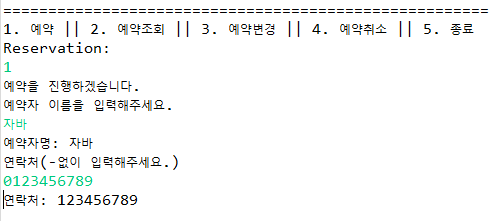 ======================================================
1. 예약 || 2. 예약조회 || 3. 예약변경 || 4. 예약취소 || 5. 종료
Reservation:
1
예약을 진행하겠습니다.
예약자 이름을 입력해주세요.
자바
예약자명: 자바
연락처(-없이 입력해주세요.)
0123456789
연락처: 123456789